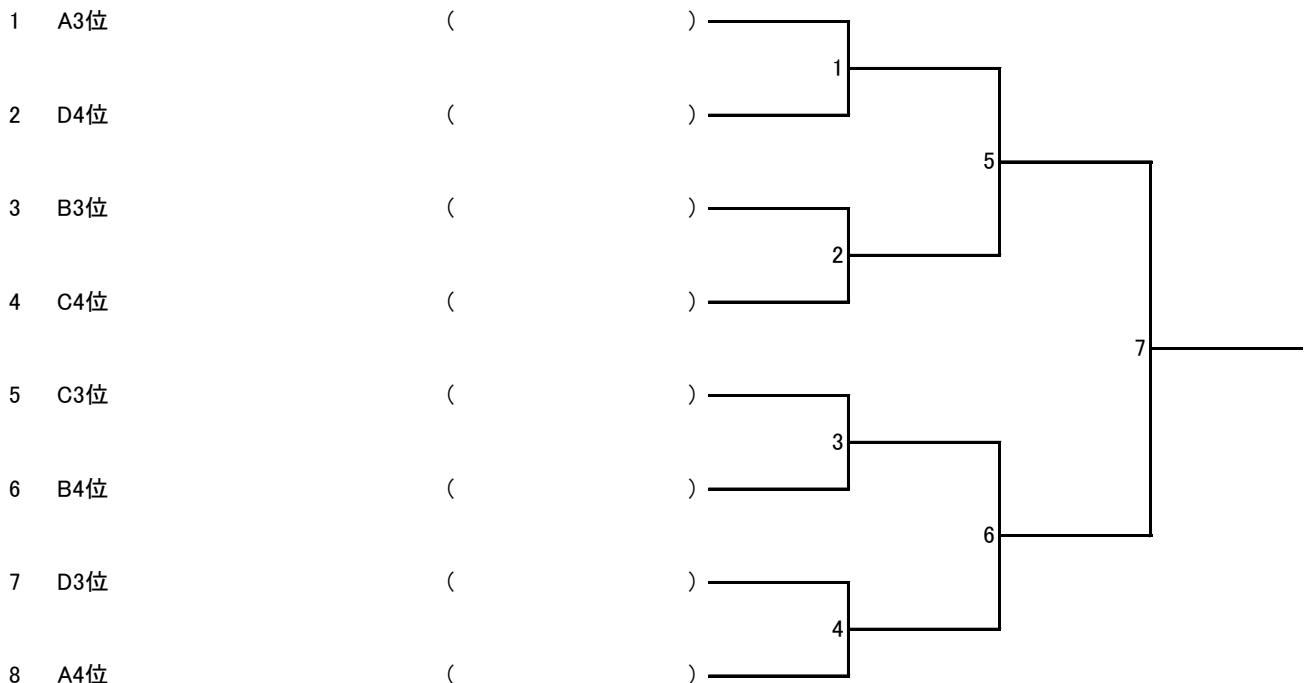 1 A3位 ( )
1
2 D4位 ( )
5
3 B3位 ( )
2
4 C4位 ( )
7
5 C3位 ( )
3
6 B4位 ( )
6
7 D3位 ( )
4
8 A4位 ( )